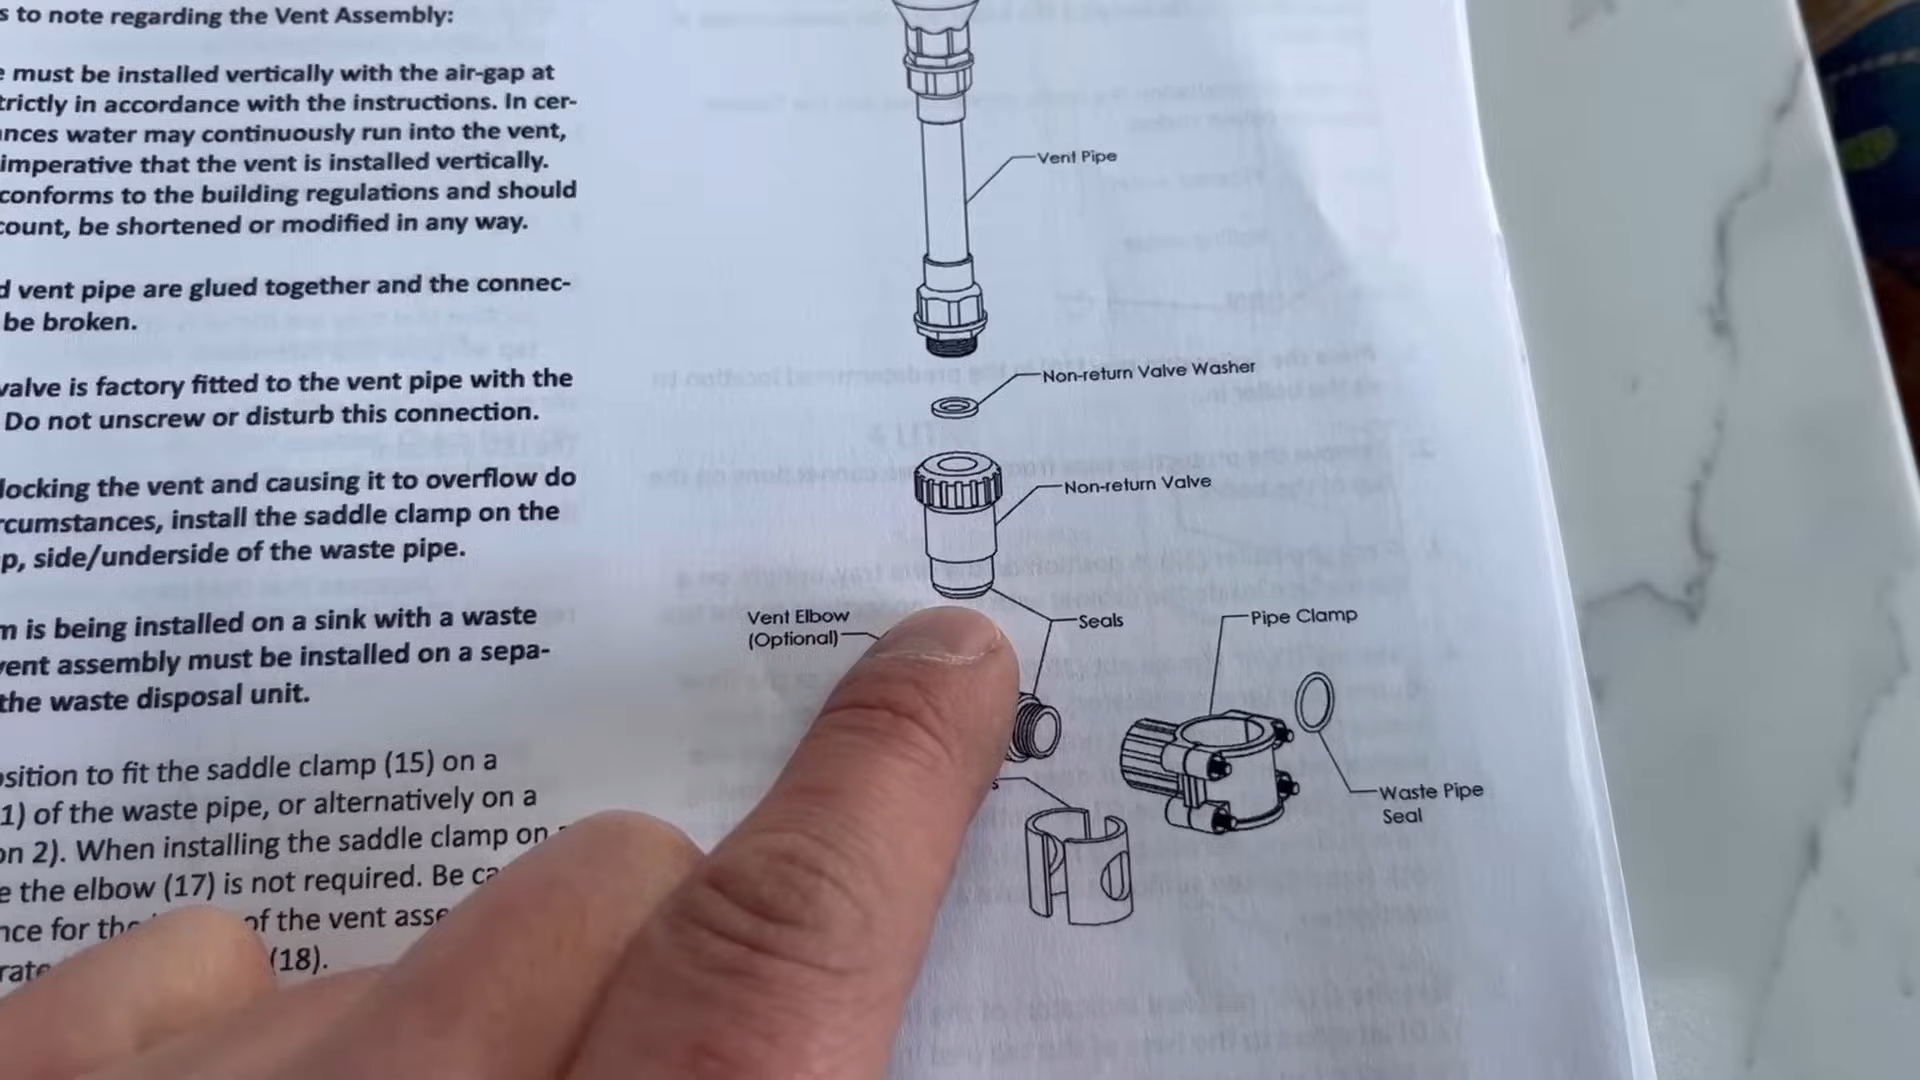 s to note regarding the Vent Assembly:
e must be installed vertically with the air-gap at
trictly in accordance with the instructions. In cer-
nces water may continuously run into the vent,
imperative that the vent is installed vertically.
conforms to the building regulations and should
count, be shortened or modified in any way.
d vent pipe are glued together and the connec-
be broken.
valve is factory fitted to the vent pipe with the
Do not unscrew or disturb this connection.
locking the vent and causing it to overflow do
rcumstances, install the saddle clamp on the
p, side/underside of the waste pipe.
m is being installed on a sink with a waste
vent assembly must be installed on a sepa-
the waste disposal unit.
osition to fit the saddle clamp (15) on a
1) of the waste pipe, or alternatively on a
on 2). When installing the saddle clamp on
e the elbow (17) is not required. Be ca
nce for the of the vent asse
rate (18).
Vent Pipe
Non-return Valve Washer
Non-return Valve
Vent Elbow
(Optional)
Seals
Pipe Clamp
s
Waste Pipe
Seal